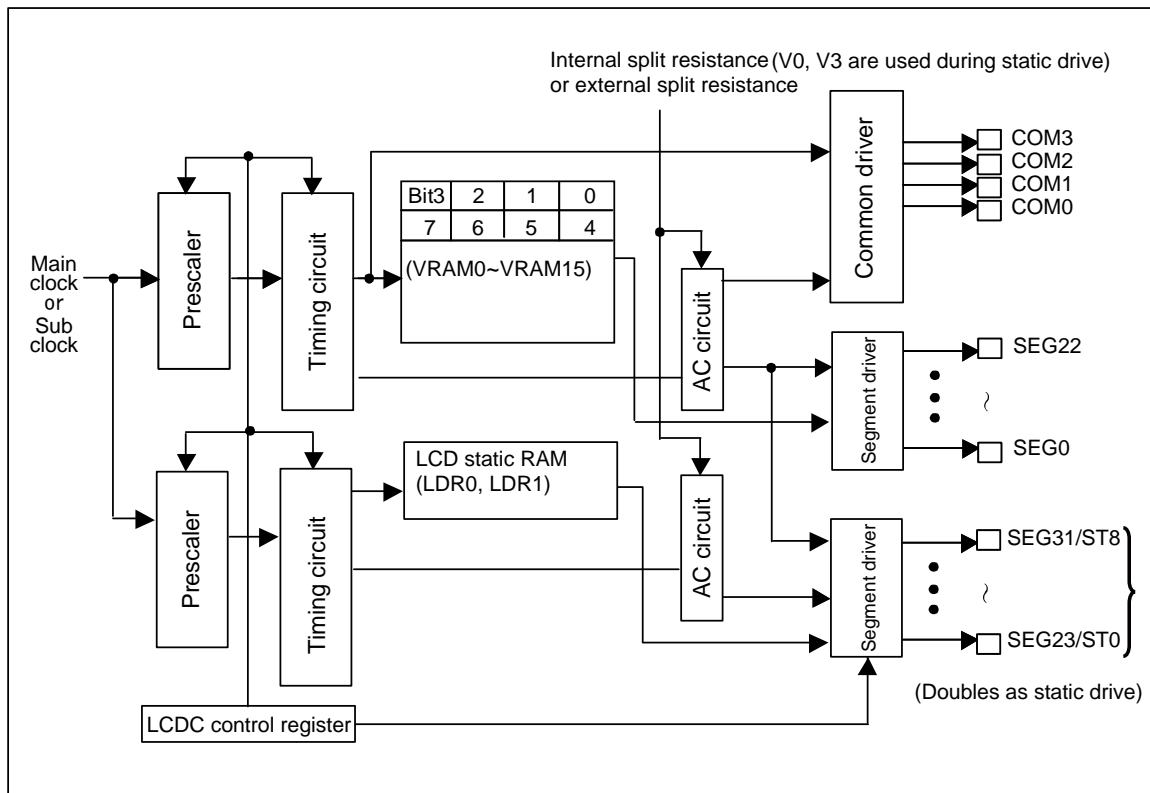 Internal split resistance (V0, V3 are used during static drive)
or external split resistance
Main
clock
or
Sub
clock
Prescaler
Timing circuit
Bit3 2 1 0
7 6 5 4
(VRAM0~VRAM15)
AC circuit
Common driver
COM3
COM2
COM1
COM0
Segment driver
SEG22
~
SEG0
Prescaler
Timing circuit
LCD static RAM
(LDR0, LDR1)
AC circuit
Segment driver
SEG31/ST8
~
SEG23/ST0
(Doubles as static drive)
LCDC control register